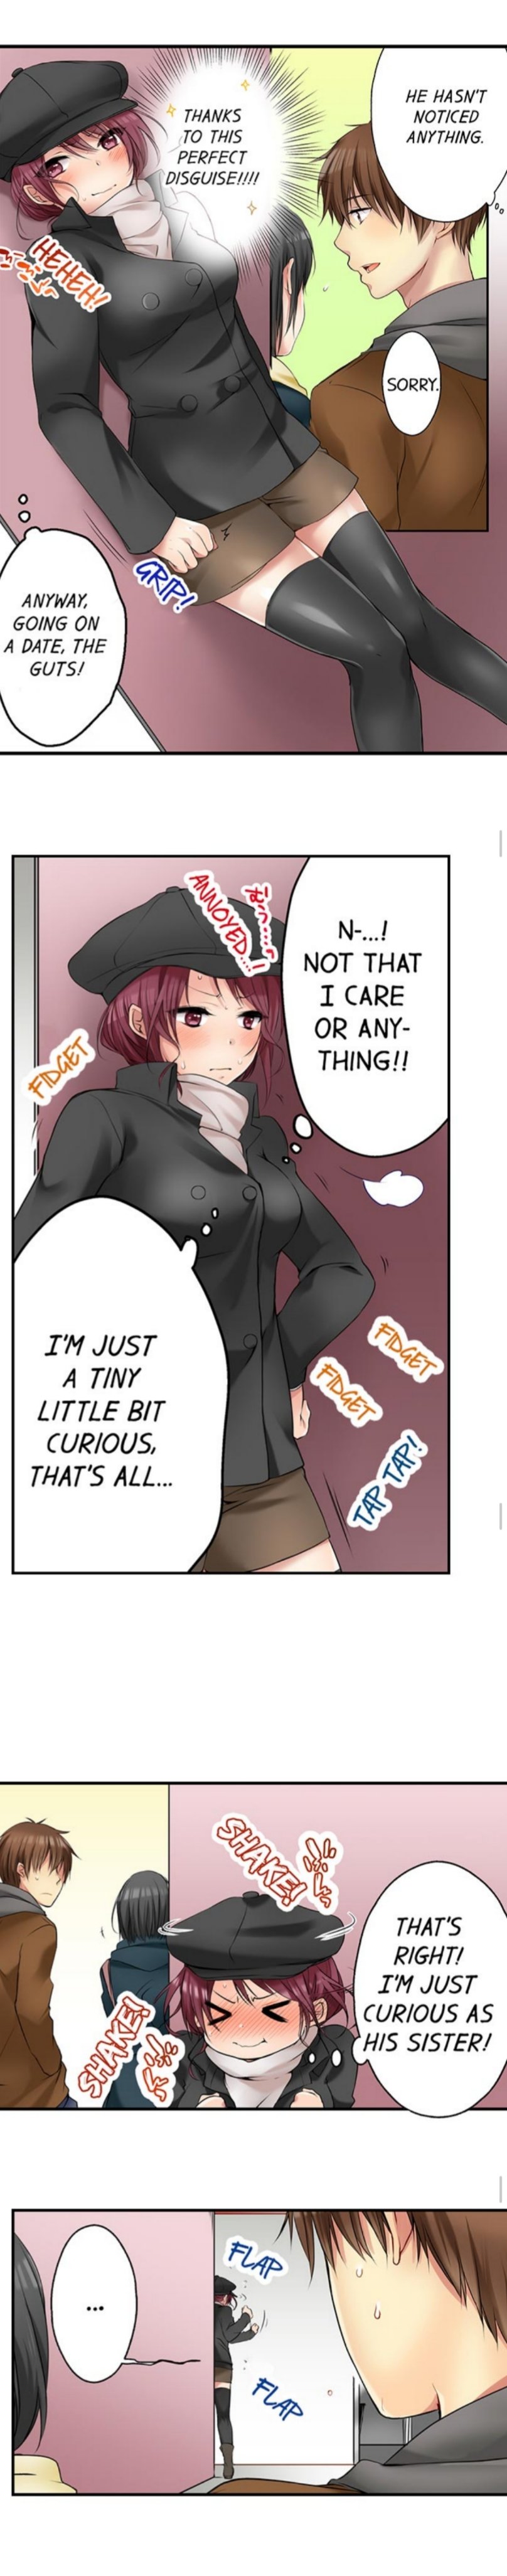 HE HASN'T
NOTICED
ANYTHING.
THANKS
TO THIS
PERFECT
DISGUISE!!!!
HEHEH!
SORRY.
GRIP!
ANYWAY,
GOING ON
A DATE, THE
GUTS!
ANNOYED...!
N-...!
NOT THAT
I CARE
OR ANY-
THING!!
FIDGET
I'M JUST
A TINY
LITTLE BIT
CURIOUS,
THAT'S ALL...
FIDGET
FIDGET
TAP TAP!
SHAKE!
THAT'S
RIGHT!
I'M JUST
CURIOUS AS
HIS SISTER!
SHAKE!
...
FLAP
FLAP